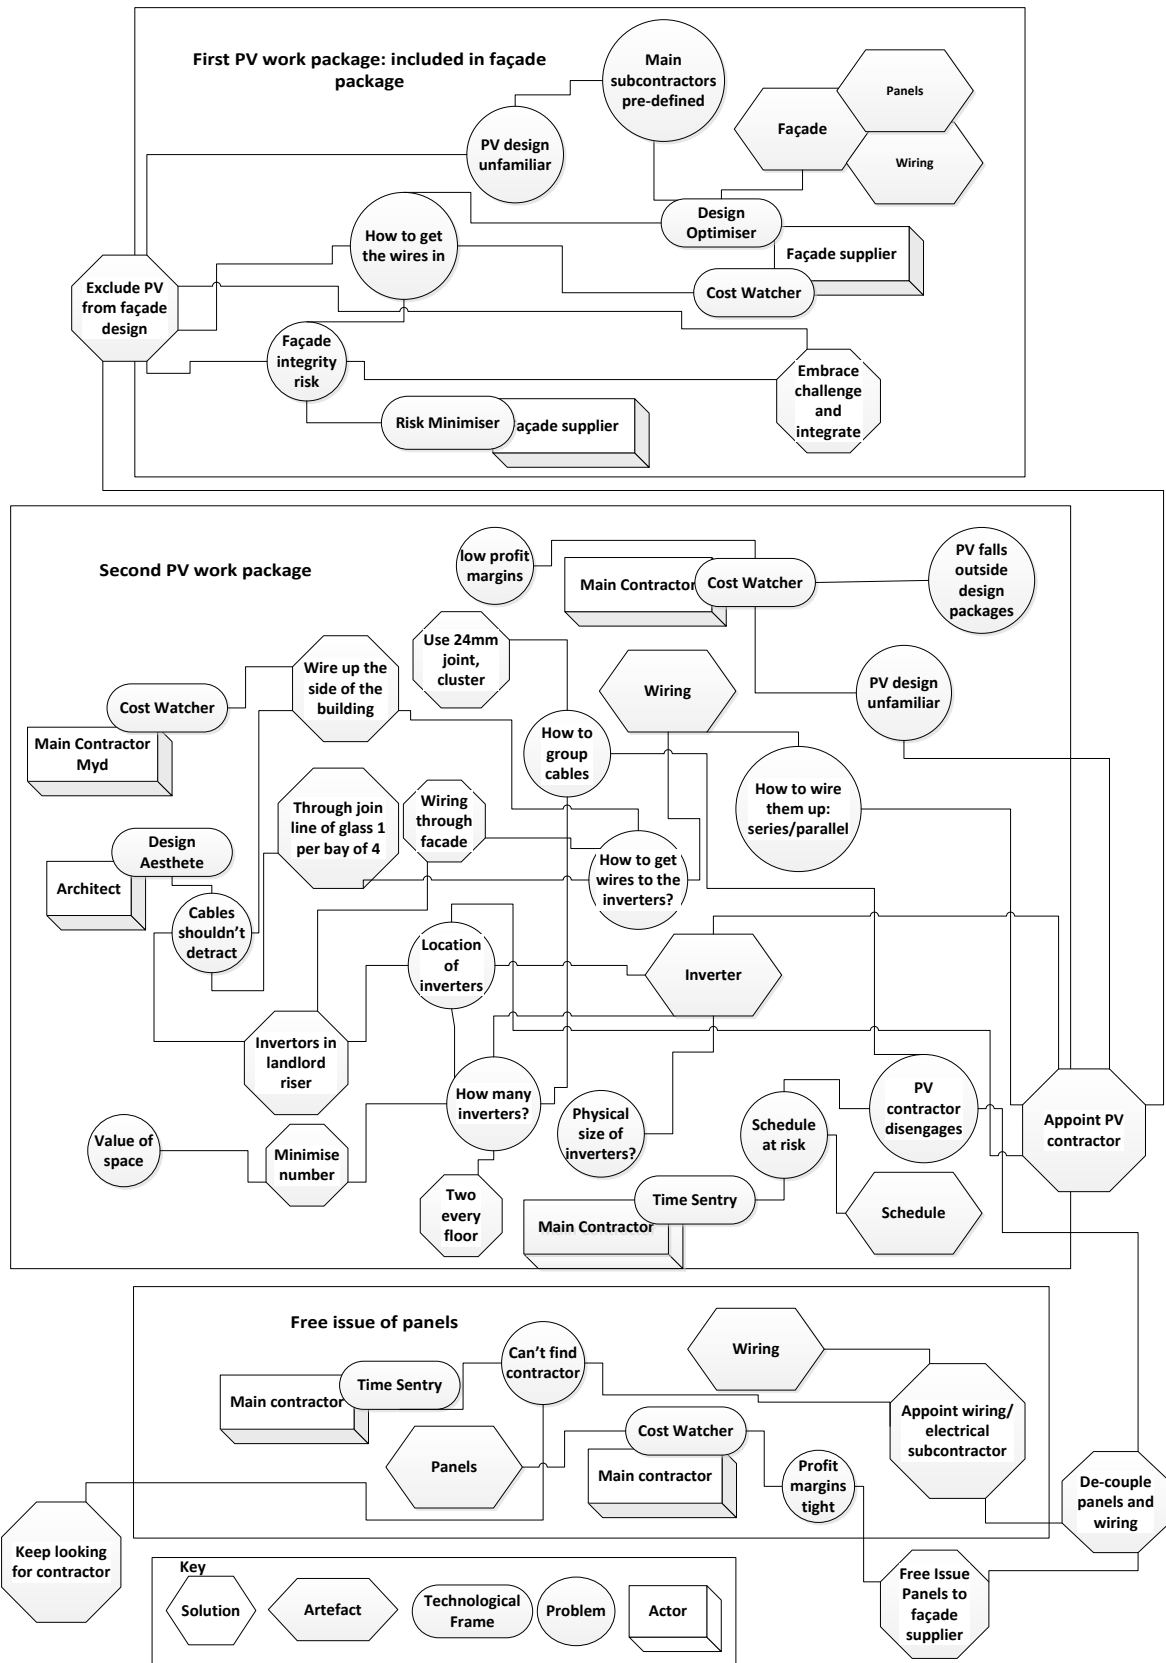 First PV work package: included in façade
package
Main
subcontractors
pre-defined
Panels
Façade
Wiring
PV design
unfamiliar
Design
Optimiser
How to get
the wires in
Façade supplier
Cost Watcher
Exclude PV
from façade
design
Façade
integrity
risk
Embrace
challenge
and
integrate
Risk Minimiser
açade supplier
Second PV work package
low profit
margins
Main Contractor
Cost Watcher
PV falls
outside
design
packages
Use 24mm
joint,
cluster
Wire up the
side of the
building
Wiring
PV design
unfamiliar
Cost Watcher
Main Contractor
Myd
How to
group
cables
How to wire
them up:
series/parallel
Through join
line of glass 1
per bay of 4
Wiring
through
facade
Design
Aesthete
Architect
How to get
wires to the
inverters?
Cables
shouldn't
detract
Location
of
inverters
Inverter
Invertors in
landlord
riser
How many
inverters?
Physical
size of
inverters?
Schedule
at risk
PV
contractor
disengages
Appoint PV
contractor
Value of
space
Minimise
number
Two
every
floor
Time Sentry
Main Contractor
Schedule
Free issue of panels
Can't find
contractor
Wiring
Time Sentry
Main contractor
Appoint wiring/
electrical
subcontractor
Cost Watcher
Panels
Main contractor
Profit
margins
tight
De-couple
panels and
wiring
Keep looking
for contractor
Free Issue
Panels to
façade
supplier
Key
Solution
Artefact
Technological
Frame
Problem
Actor